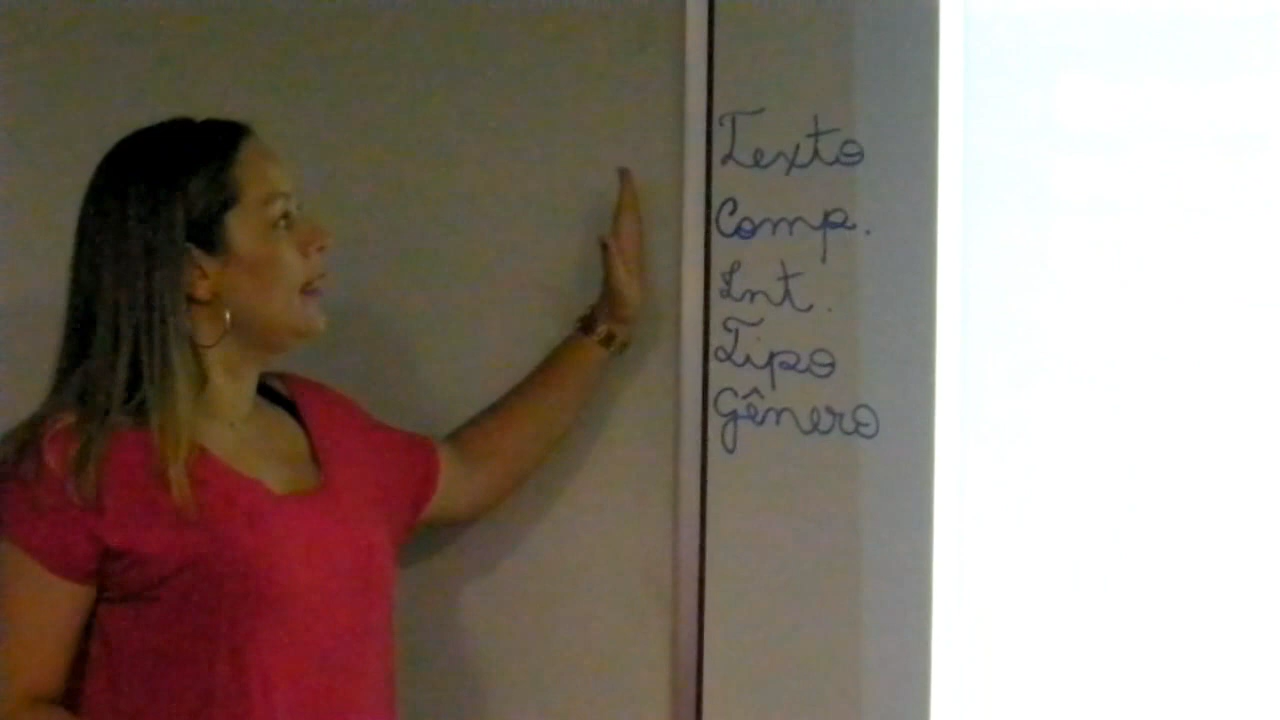 Texto
Comp.
Int.
Tipo
Gênero